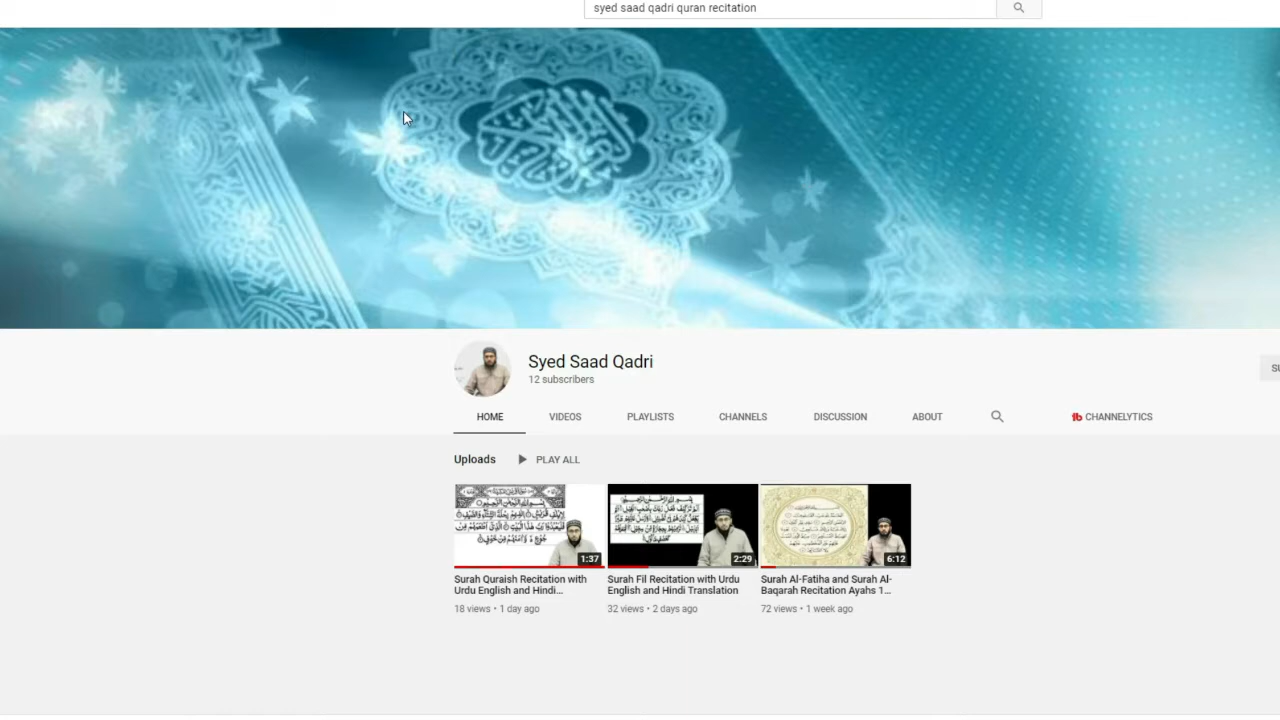 syed saad qadri quran recitation
القرآن الكريم
Syed Saad Qadri
12 subscribers
HOME VIDEOS PLAYLISTS CHANNELS DISCUSSION ABOUT CHANNELYTICS
Uploads PLAY ALL
1:37 2:29 6:12
Surah Quraish Recitation with Surah Fil Recitation with Urdu Surah Al-Fatiha and Surah Al-
Urdu English and Hindi... English and Hindi Translation Baqarah Recitation Ayahs 1...
18 views • 1 day ago 32 views • 2 days ago 72 views • 1 week ago